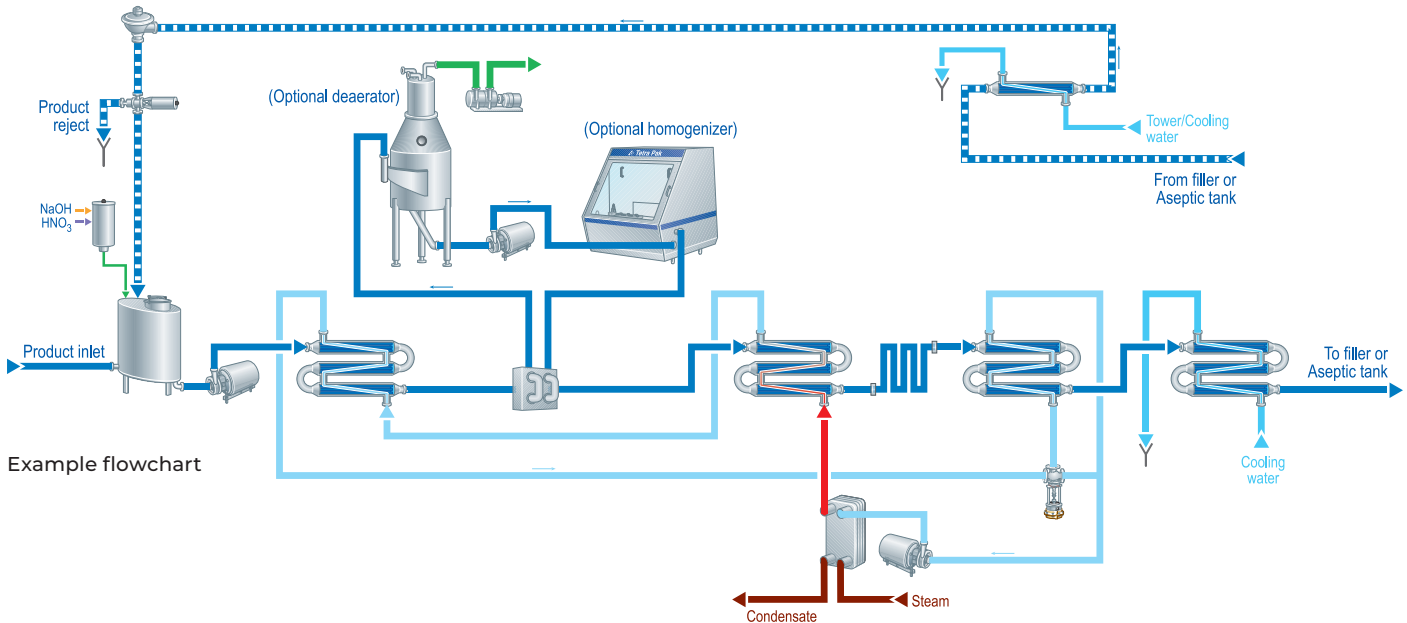 (Optional deaerator)
Product
reject
(Optional homogenizer)
Tetra Pak
Tower/Cooling
water
From filler or
Aseptic tank
NaOH
HNO3
Product inlet
To filler or
Aseptic tank
Example flowchart
Cooling
water
Steam
Condensate